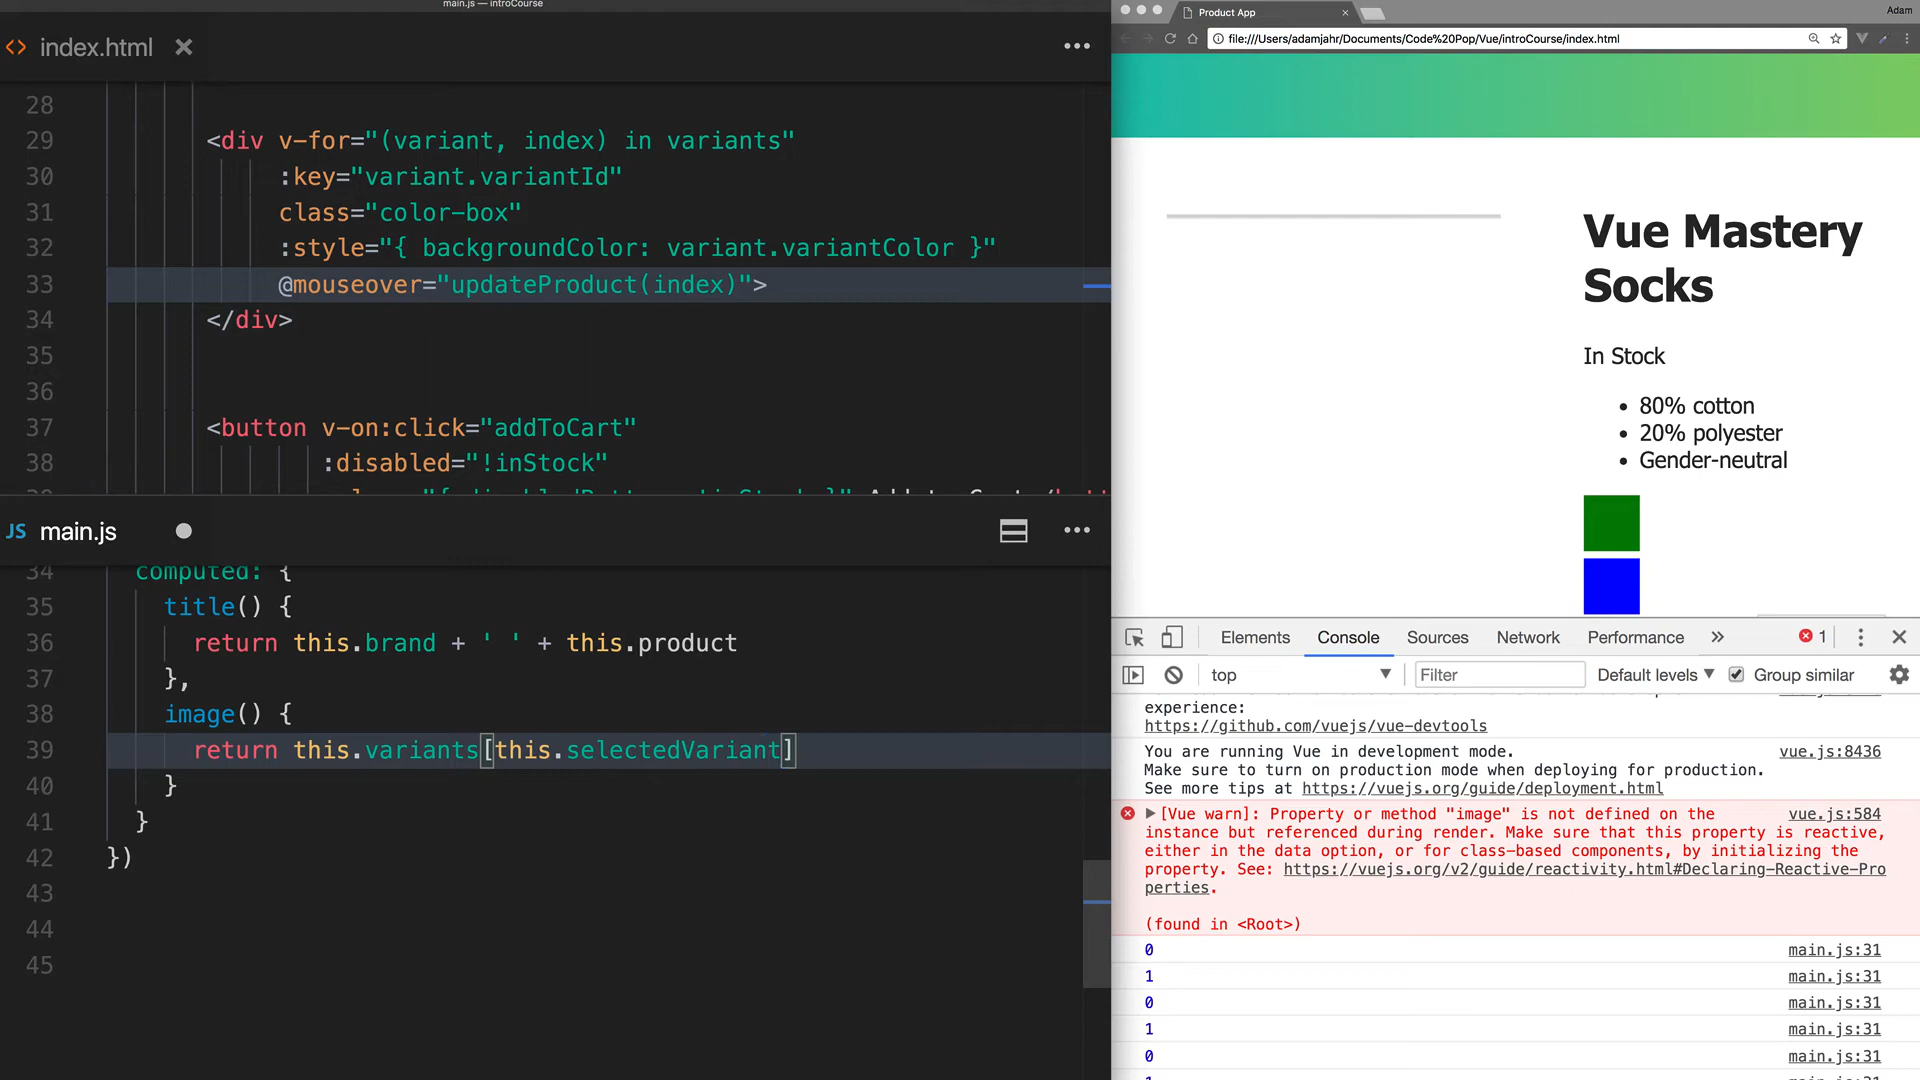 main.js — introCourse
index.html
28
29 <div v-for="(variant, index) in variants"
30 :key="variant.variantId"
31 class="color-box"
32 :style="{ backgroundColor: variant.variantColor }"
33 @mouseover="updateProduct(index)">
34 </div>
35
36
37 <button v-on:click="addToCart"
38 :disabled="!inStock"
JS main.js
34 computed: {
35 title() {
36 return this.brand + ' ' + this.product
37 },
38 image() {
39 return this.variants[this.selectedVariant]
40 }
41 }
42 })
43
44
45
Product App
Adam
file:///Users/adamjahr/Documents/Code%20Pop/Vue/introCourse/index.html
Vue Mastery
Socks
In Stock
• 80% cotton
• 20% polyester
• Gender-neutral
Elements Console Sources Network Performance » 1
top Filter Default levels Group similar
experience:
https://github.com/vuejs/vue-devtools
You are running Vue in development mode. vue.js:8436
Make sure to turn on production mode when deploying for production.
See more tips at https://vuejs.org/guide/deployment.html
[Vue warn]: Property or method "image" is not defined on the vue.js:584
instance but referenced during render. Make sure that this property is reactive,
either in the data option, or for class-based components, by initializing the
property. See: https://vuejs.org/v2/guide/reactivity.html#Declaring-Reactive-Pro
perties.
(found in <Root>)
0 main.js:31
1 main.js:31
0 main.js:31
1 main.js:31
0 main.js:31